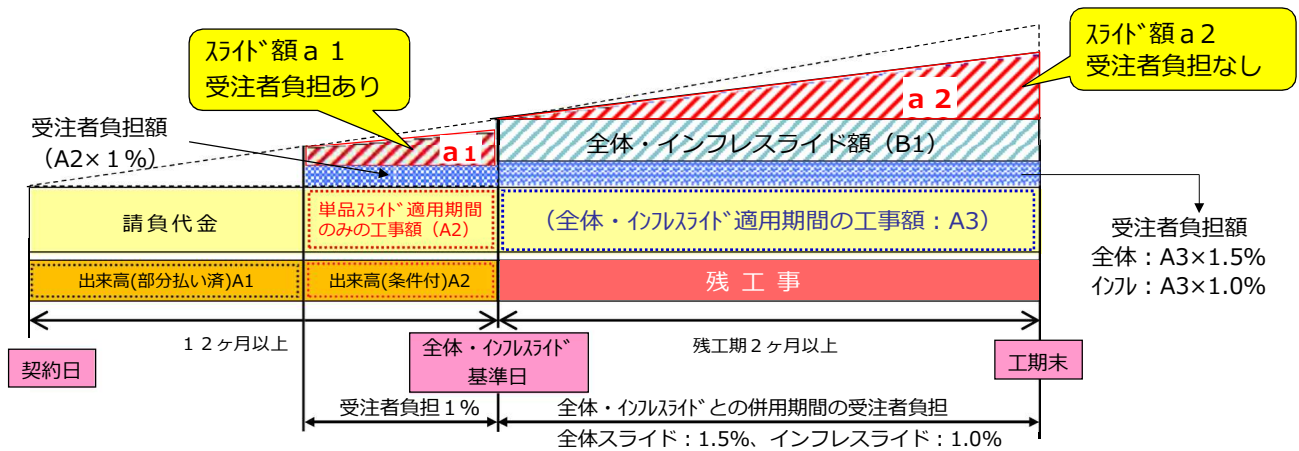 ｽﾗｲﾄﾞ額ａ１
受注者負担あり
ｽﾗｲﾄﾞ額ａ２
受注者負担なし
受注者負担額
（A2×１%）
a1
a 2
全体・インフレスライド額（B1）
請負代金
単品ｽﾗｲﾄﾞ適用期間
のみの工事額（A2）
（全体・ｲﾝﾌﾚｽﾗｲﾄﾞ適用期間の工事額：A3）
受注者負担額
全体：A3×1.5%
ｲﾝﾌﾚ：A3×1.0%
出来高(部分払い済)A1
出来高(条件付)A2
残工事
１２ヶ月以上
残工期２ヶ月以上
契約日
全体・ｲﾝﾌﾚｽﾗｲﾄﾞ
基準日
工期末
受注者負担１%
全体・ｲﾝﾌﾚｽﾗｲﾄﾞとの併用期間の受注者負担
全体スライド：1.5%、インフレスライド：1.0%